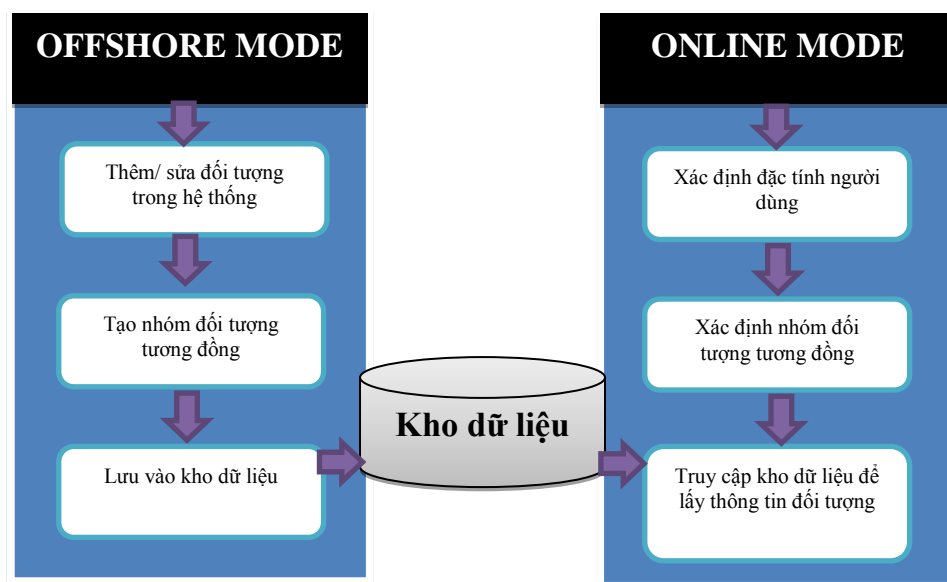 OFFSHORE MODE
Thêm/ sửa đối tượng
trong hệ thống
Tạo nhóm đối tượng
tương đồng
Lưu vào kho dữ liệu
Kho dữ liệu
ONLINE MODE
Xác định đặc tính người
dùng
Xác định nhóm đối
tượng tương đồng
Truy cập kho dữ liệu để
lấy thông tin đối tượng